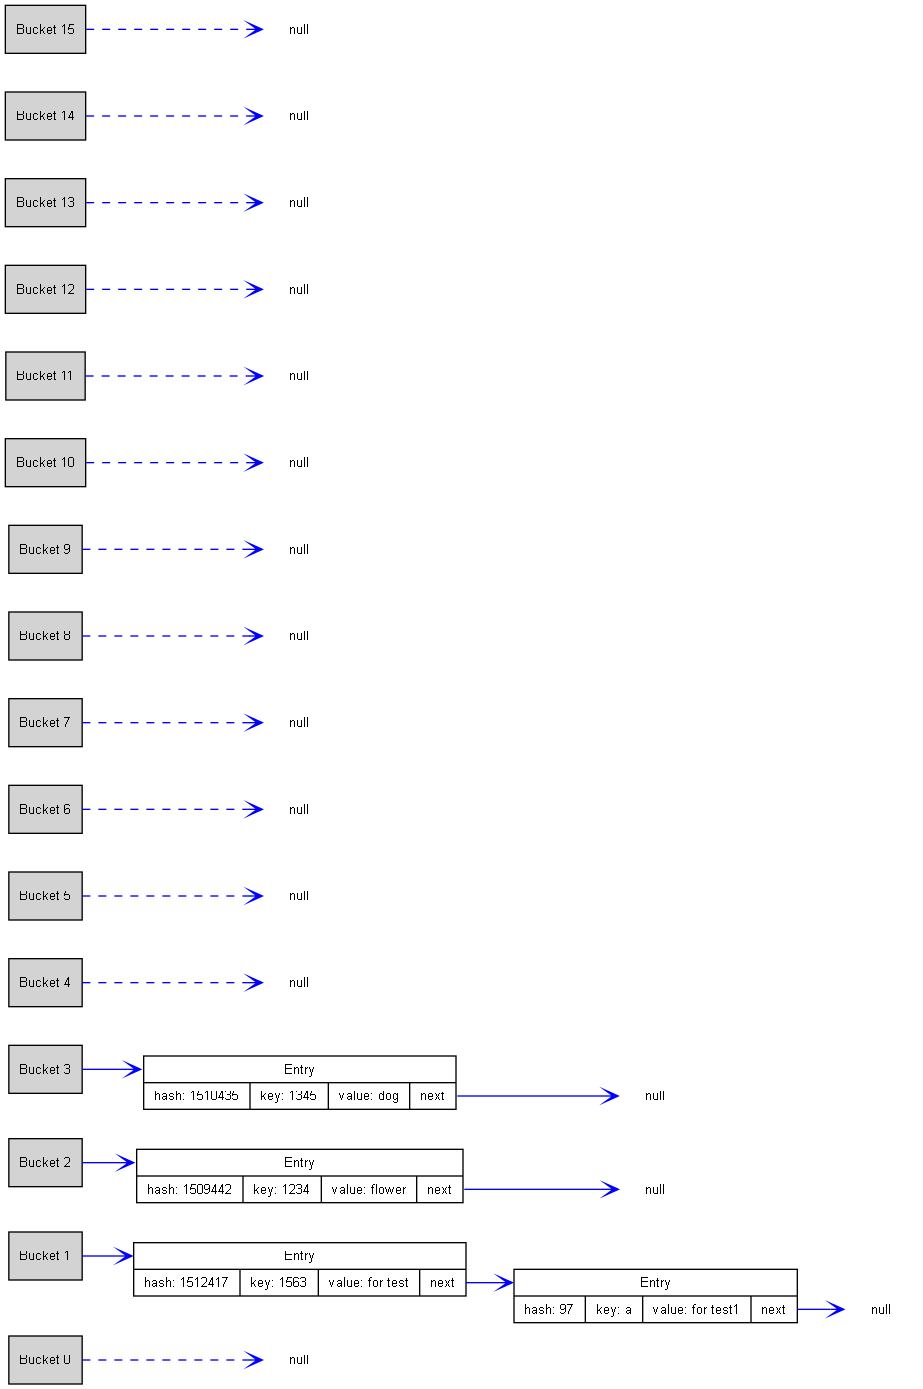 Bucket 15 null
Bucket 14 null
Bucket 13 null
Bucket 12 null
Bucket 11 null
Bucket 10 null
Bucket 9 null
Bucket 8 null
Bucket 7 null
Bucket 6 null
Bucket 5 null
Bucket 4 null
Bucket 3
Entry
hash: 1510435 key: 1345 value: dog next null
Bucket 2
Entry
hash: 1509442 key: 1234 value: flower next null
Bucket 1
Entry
hash: 1512417 key: 1563 value: for test next
Entry
hash: 97 key: a value: for test1 next null
Bucket 0 null